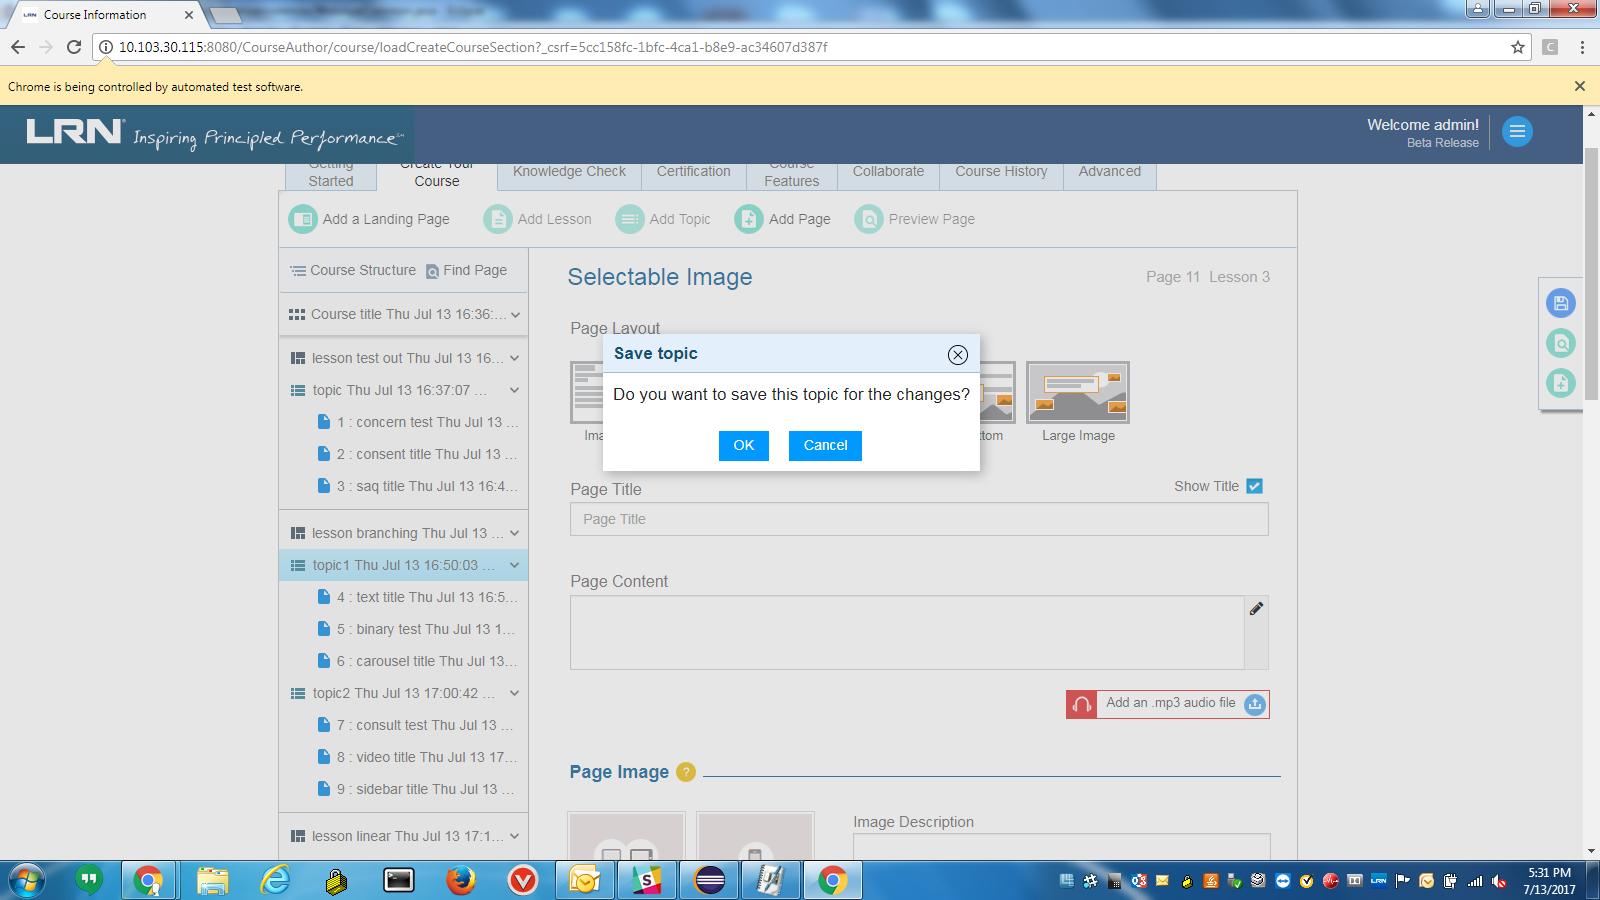 LRN Course Information
10.103.30.115:8080/CourseAuthor/course/loadCreateCourseSection?_csrf=5cc158fc-1bfc-4ca1-b8e9-ac34607d387f
C
Chrome is being controlled by automated test software.
LRN Inspiring Principled Performance
Welcome admin!
Beta Release
Getting
Started
Create Your
Course
Knowledge Check
Certification
Course
Features
Collaborate
Course History
Advanced
Add a Landing Page
Add Lesson
Add Topic
Add Page
Preview Page
Course Structure
Find Page
Course title Thu Jul 13 16:36:...
lesson test out Thu Jul 13 16...
topic Thu Jul 13 16:37:07 ...
1 : concern test Thu Jul 13 ...
2 : consent title Thu Jul 13 ...
3 : saq title Thu Jul 13 16:4...
lesson branching Thu Jul 13 ...
topic1 Thu Jul 13 16:50:03 ...
4 : text title Thu Jul 13 16:5...
5 : binary test Thu Jul 13 1...
6 : carousel title Thu Jul 13...
topic2 Thu Jul 13 17:00:42 ...
7 : consult test Thu Jul 13 ...
8 : video title Thu Jul 13 17...
9 : sidebar title Thu Jul 13 ...
lesson linear Thu Jul 13 17:1...
Selectable Image
Page 11 Lesson 3
Page Layout
Save topic
Do you want to save this topic for the changes?
OK
Cancel
Ima
ttom
Large Image
Page Title
Show Title
Page Title
Page Content
Add an .mp3 audio file
Page Image ?
Image Description
LRN
5:31 PM
7/13/2017